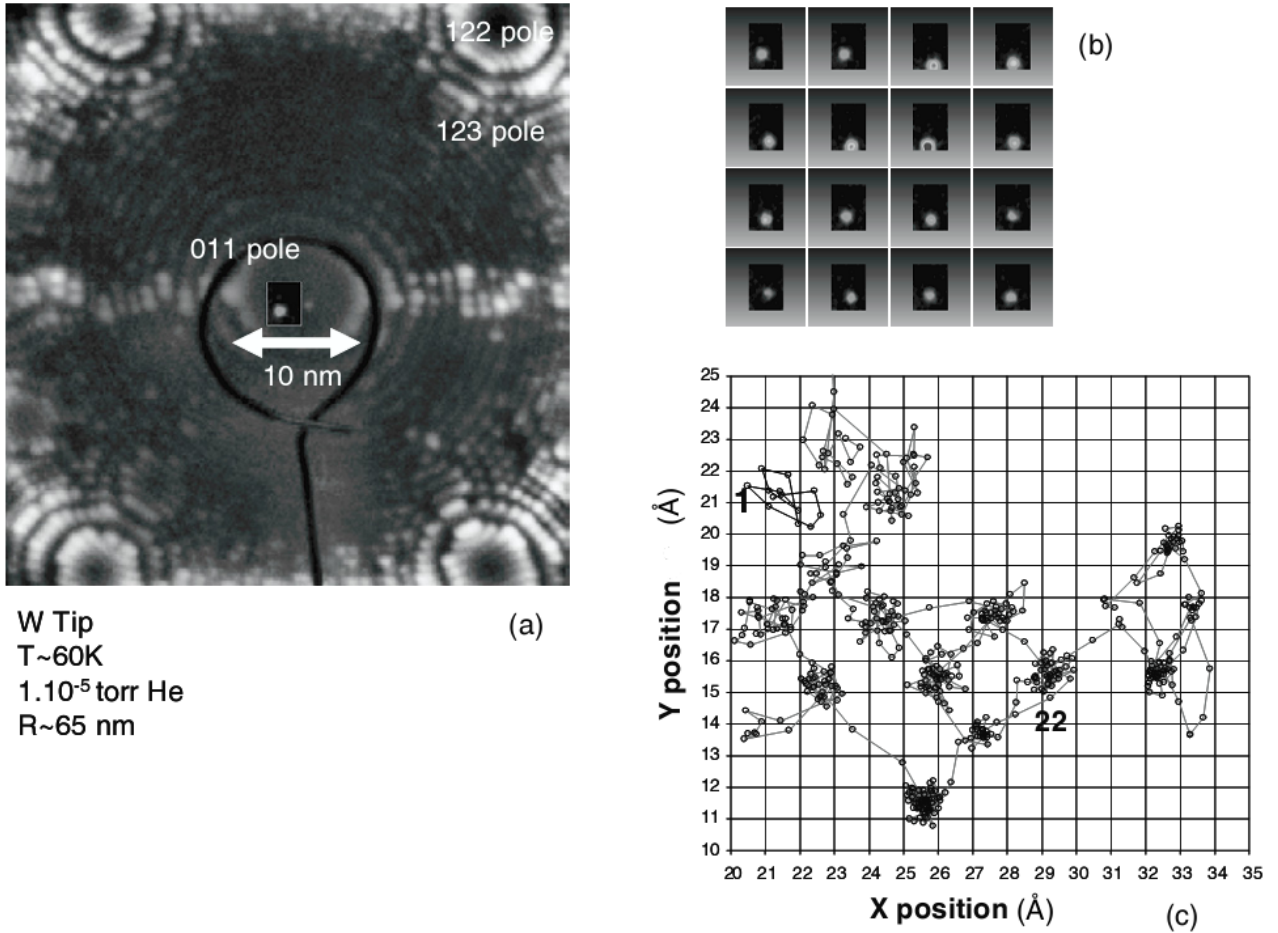 122 pole
123 pole
011 pole
10 nm
W Tip
T~60K
1.10-5 torr He
R~65 nm
(a)
(b)
25
24
23
22
21
20
19
18
17
16
15
14
13
12
11
10
Y position (Å)
1
22
20 21 22 23 24 25 26 27 28 29 30 31 32 33 34 35
X position (Å)
(c)